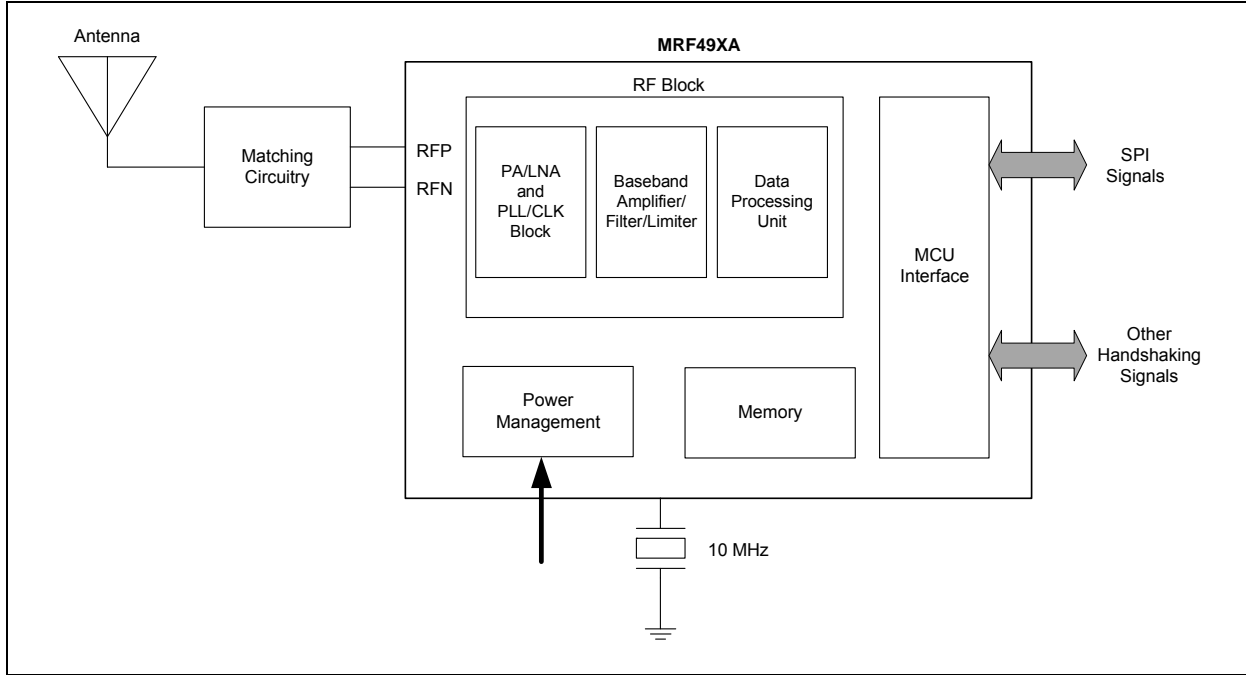 Antenna
MRF49XA
RF Block
Matching
Circuitry
RFP
RFN
PA/LNA
and
PLL/CLK
Block
Baseband
Amplifier/
Filter/Limiter
Data
Processing
Unit
MCU
Interface
SPI
Signals
Other
Handshaking
Signals
Power
Management
Memory
10 MHz